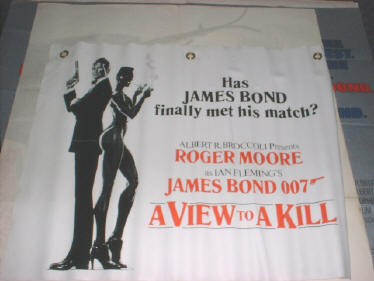 Has
JAMES BOND
finally met his match?
ALBERT R. BROCCOLI Presents
ROGER MOORE
as IAN FLEMING'S
JAMES BOND 007
A VIEW TO A KILL